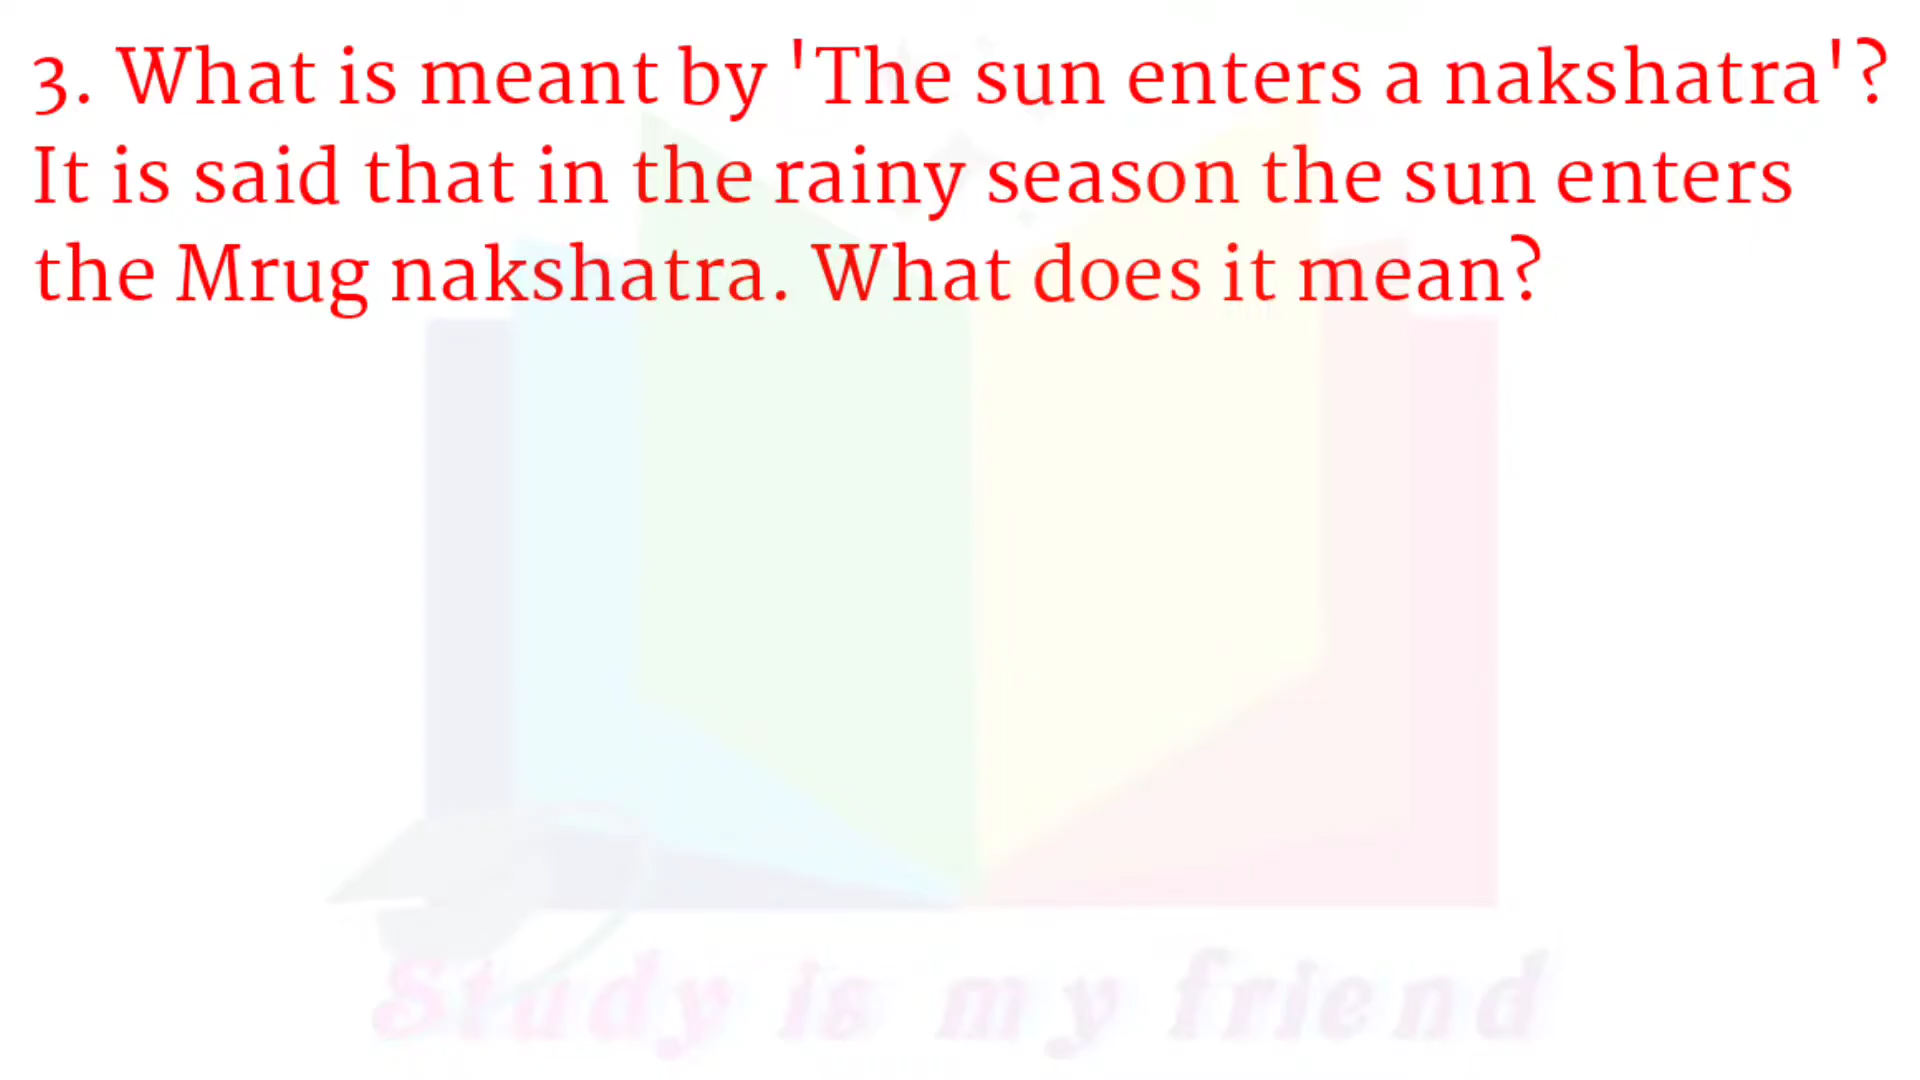 3. What is meant by 'The sun enters a nakshatra'?
It is said that in the rainy season the sun enters
the Mrug nakshatra. What does it mean?
Study is my friend